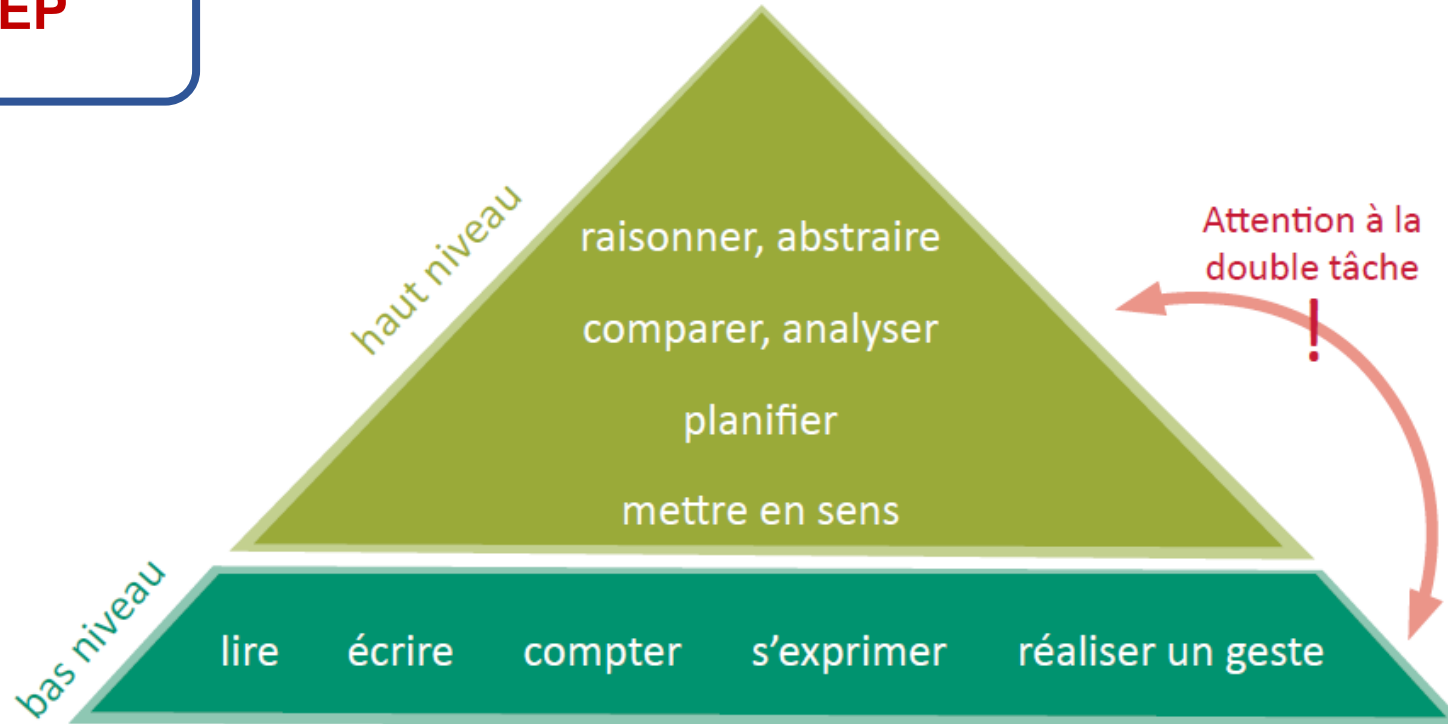 EP
haut niveau
raisonner, abstraire
comparer, analyser
planifier
mettre en sens
Attention à la
double tâche
!
bas niveau
lire écrire compter s’exprimer réaliser un geste